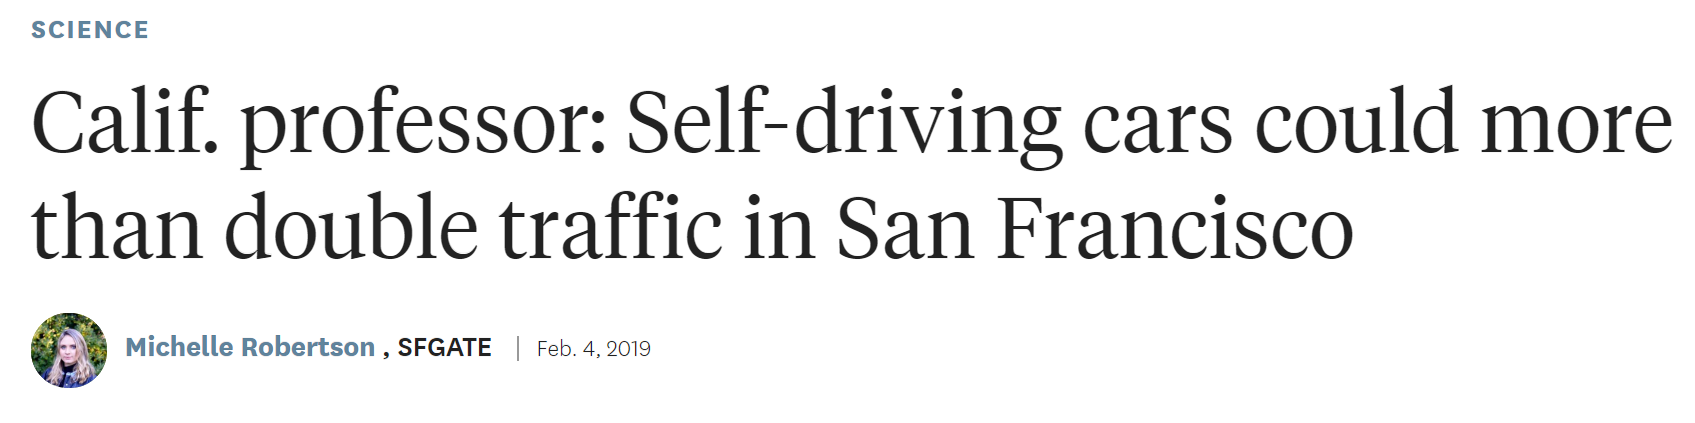 SCIENCE
Calif. professor: Self-driving cars could more
than double traffic in San Francisco
Michelle Robertson , SFGATE | Feb. 4, 2019